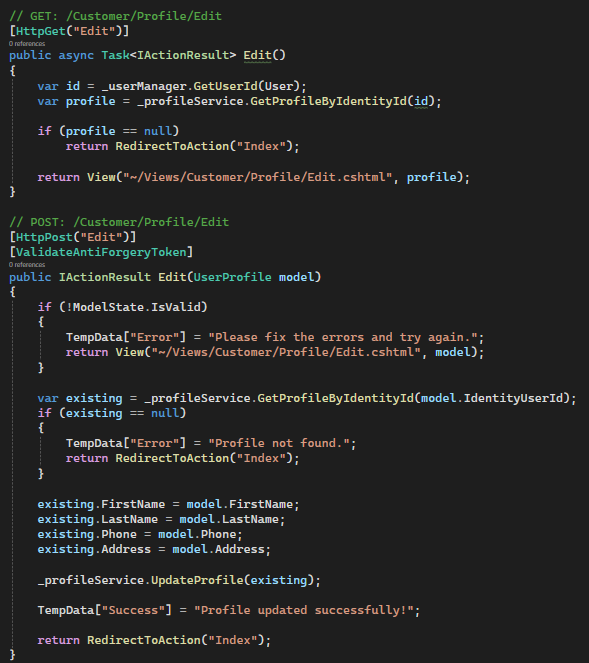 // GET: /Customer/Profile/Edit
[HttpGet("Edit")]
0 references
public async Task<IActionResult> Edit()
{
    var id = _userManager.GetUserId(User);
    var profile = _profileService.GetProfileByIdentityId(id);

    if (profile == null)
        return RedirectToAction("Index");

    return View("~/Views/Customer/Profile/Edit.cshtml", profile);
}

// POST: /Customer/Profile/Edit
[HttpPost("Edit")]
[ValidateAntiForgeryToken]
0 references
public IActionResult Edit(UserProfile model)
{
    if (!ModelState.IsValid)
    {
        TempData["Error"] = "Please fix the errors and try again.";
        return View("~/Views/Customer/Profile/Edit.cshtml", model);
    }

    var existing = _profileService.GetProfileByIdentityId(model.IdentityUserId);
    if (existing == null)
    {
        TempData["Error"] = "Profile not found.";
        return RedirectToAction("Index");
    }

    existing.FirstName = model.FirstName;
    existing.LastName = model.LastName;
    existing.Phone = model.Phone;
    existing.Address = model.Address;

    _profileService.UpdateProfile(existing);

    TempData["Success"] = "Profile updated successfully!";

    return RedirectToAction("Index");
}